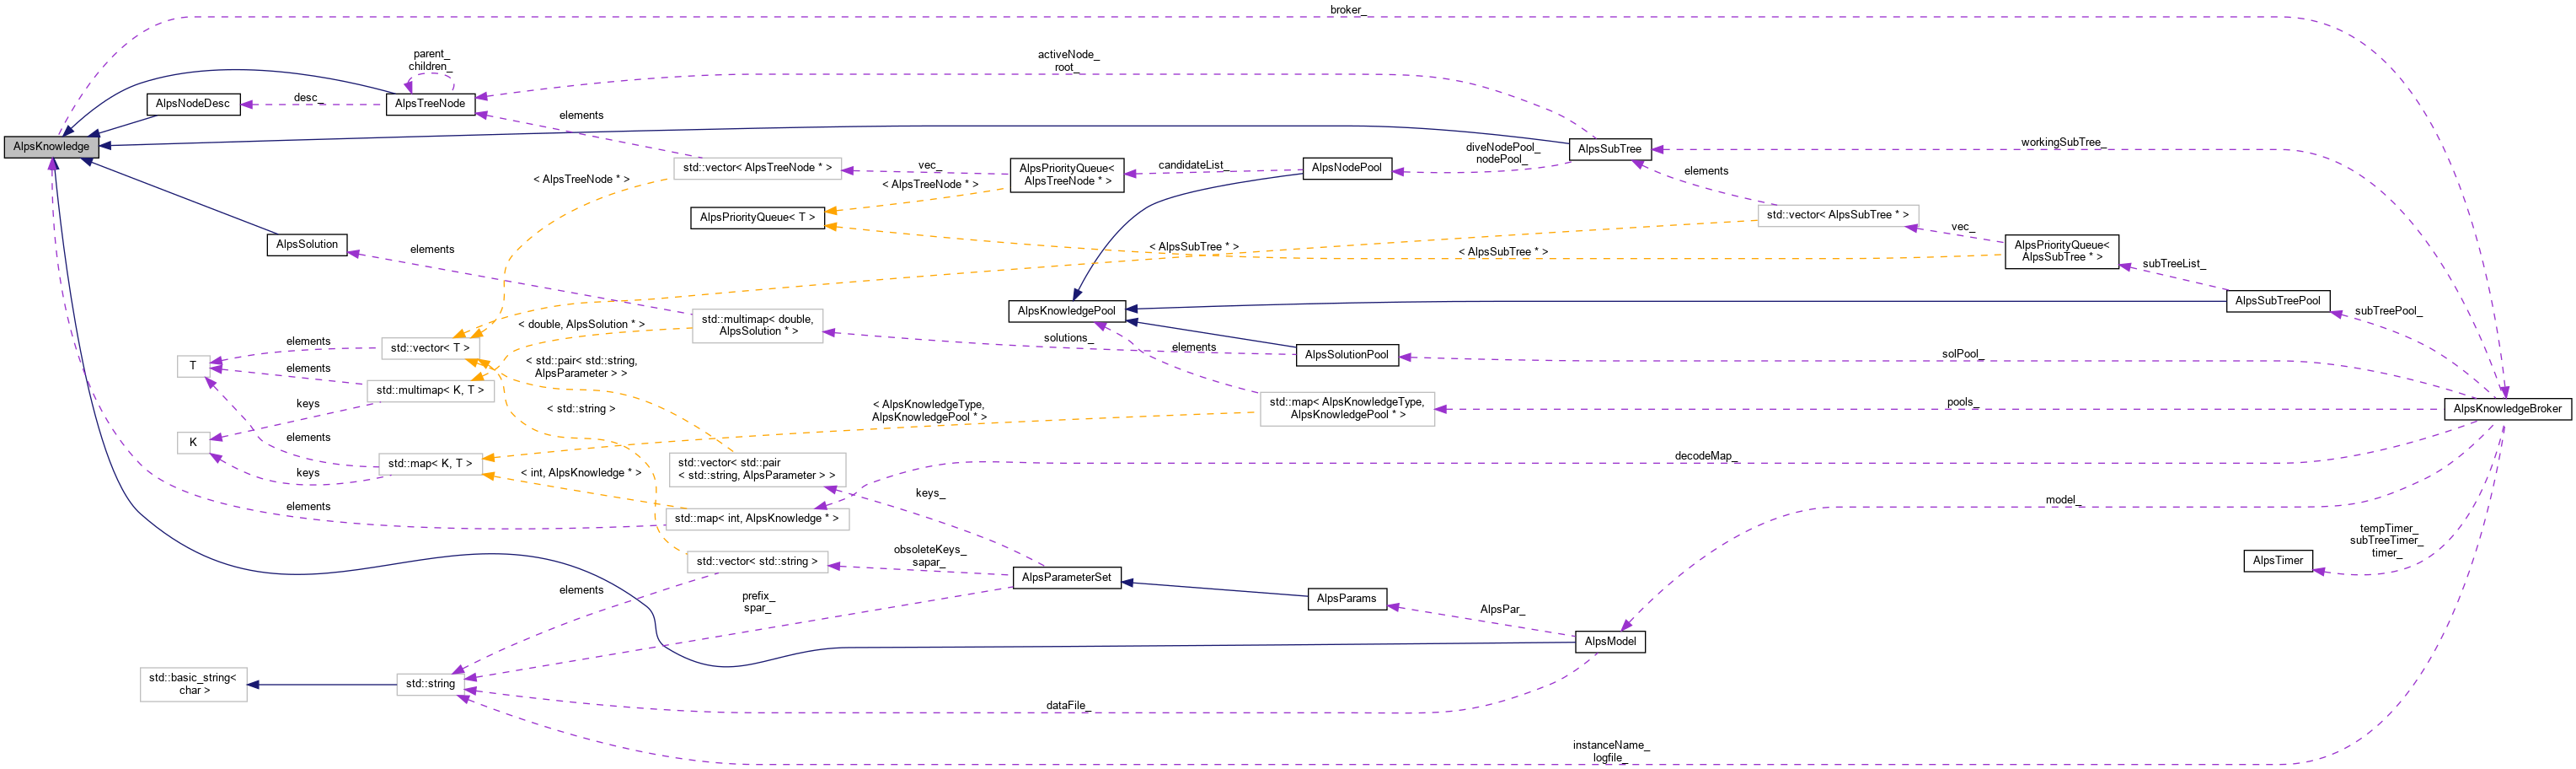 broker_
parent_
children_
activeNode_
root_
AlpsNodeDesc
desc_
AlpsTreeNode
elements
AlpsKnowledge
diveNodePool_
nodePool_
AlpsSubTree
workingSubTree_
std::vector< AlpsTreeNode * >
vec_
AlpsPriorityQueue<
AlpsTreeNode * >
candidateList_
AlpsNodePool
elements
< AlpsTreeNode * >
< AlpsTreeNode * >
AlpsPriorityQueue< T >
std::vector< AlpsSubTree * >
vec_
AlpsSolution
elements
< AlpsSubTree * >
< AlpsSubTree * >
AlpsPriorityQueue<
AlpsSubTree * >
subTreeList_
AlpsKnowledgePool
AlpsSubTreePool
subTreePool_
< double, AlpsSolution * >
std::multimap< double,
AlpsSolution * >
solutions_
elements
std::vector< T >
elements
AlpsSolutionPool
solPool_
T
elements
< std::pair< std::string,
AlpsParameter > >
std::multimap< K, T >
keys
< std::string >
< AlpsKnowledgeType,
AlpsKnowledgePool * >
std::map< AlpsKnowledgeType,
AlpsKnowledgePool * >
pools_
AlpsKnowledgeBroker
K
elements
std::map< K, T >
keys
< int, AlpsKnowledge * >
std::vector< std::pair
< std::string, AlpsParameter > >
decodeMap_
keys_
elements
std::map< int, AlpsKnowledge * >
model_
tempTimer_
subTreeTimer_
timer_
AlpsTimer
std::vector< std::string >
obsoleteKeys_
sapar_
AlpsParameterSet
elements
prefix_
spar_
AlpsParams
AlpsPar_
AlpsModel
std::basic_string<
char >
std::string
dataFile_
instanceName_
logfile_